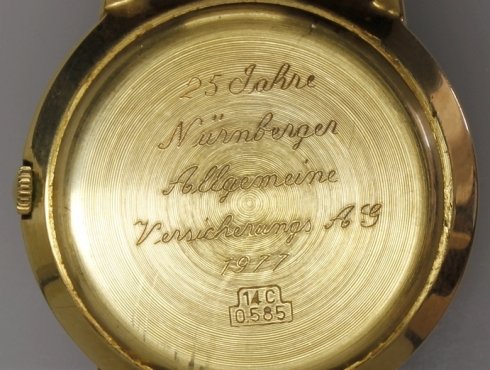 25 Jahre
Nürnberger
Allgemeine
Versicherungs AG
1977
14C
0.585